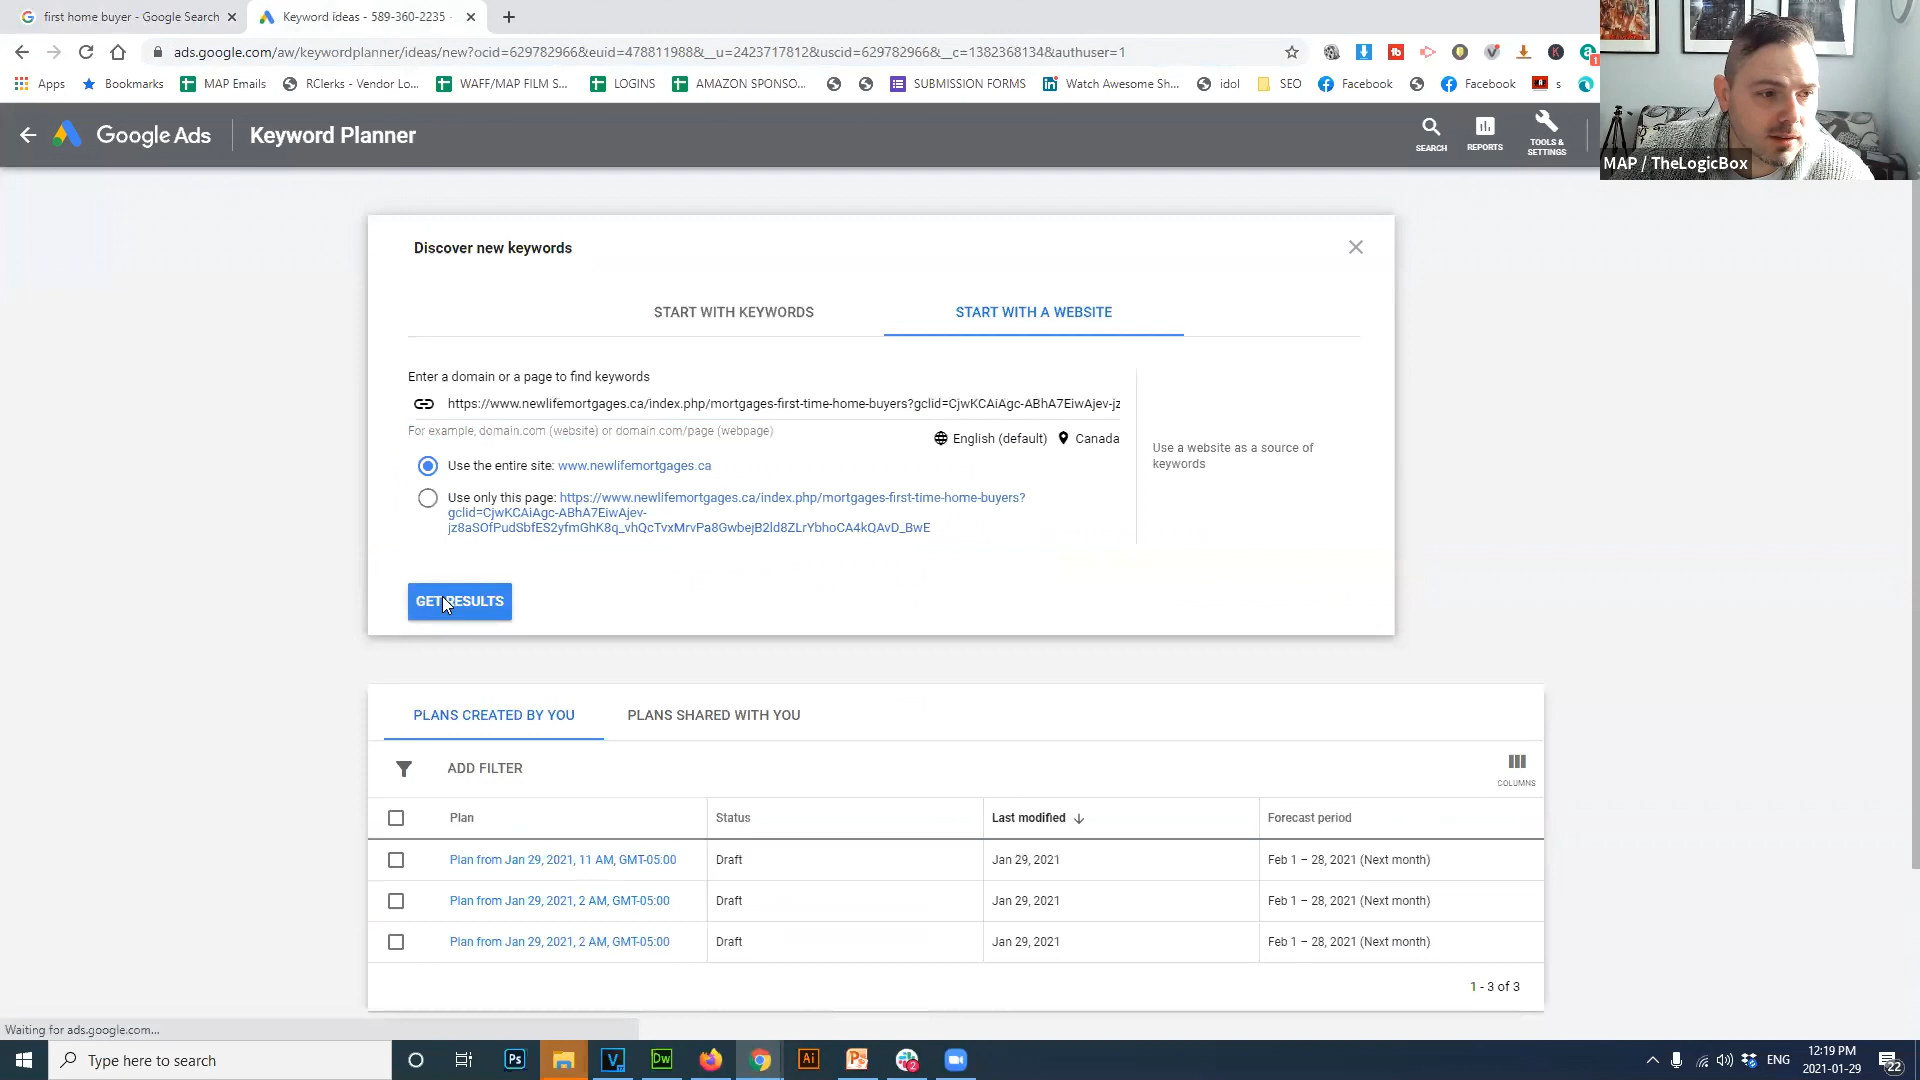 first home buyer - Google Search
Keyword ideas - 589-360-2235 -
ads.google.com/aw/keywordplanner/ideas/new?ocid=629782966&euid=478811988&__u=2423717812&uscid=629782966&__c=1382368134&authuser=1
Apps Bookmarks MAP Emails RClerks - Vendor Lo... WAFF/MAP FILM S... LOGINS AMAZON SPONSO... SUBMISSION FORMS Watch Awesome Sh... idol SEO Facebook Facebook s
Google Ads Keyword Planner
SEARCH REPORTS TOOLS & SETTINGS
MAP / TheLogicBox
Discover new keywords
START WITH KEYWORDS START WITH A WEBSITE
Enter a domain or a page to find keywords
https://www.newlifemortgages.ca/index.php/mortgages-first-time-home-buyers?gclid=CjwKCAiAgc-ABhA7EiwAjev-jz
For example, domain.com (website) or domain.com/page (webpage)
English (default) Canada
Use a website as a source of
keywords
Use the entire site: www.newlifemortgages.ca
Use only this page: https://www.newlifemortgages.ca/index.php/mortgages-first-time-home-buyers?
gclid=CjwKCAiAgc-ABhA7EiwAjev-
jz8aSOfPudSbfES2yfmGhK8q_vhQcTvxMrvPa8GwbejB2ld8ZLrYbhoCA4kQAvD_BwE
GET RESULTS
PLANS CREATED BY YOU PLANS SHARED WITH YOU
ADD FILTER
COLUMNS
Plan Status Last modified Forecast period
Plan from Jan 29, 2021, 11 AM, GMT-05:00 Draft Jan 29, 2021 Feb 1 – 28, 2021 (Next month)
Plan from Jan 29, 2021, 2 AM, GMT-05:00 Draft Jan 29, 2021 Feb 1 – 28, 2021 (Next month)
Plan from Jan 29, 2021, 2 AM, GMT-05:00 Draft Jan 29, 2021 Feb 1 – 28, 2021 (Next month)
1 - 3 of 3
Waiting for ads.google.com...
Type here to search
Ps Dw Ai
ENG
12:19 PM
2021-01-29
22